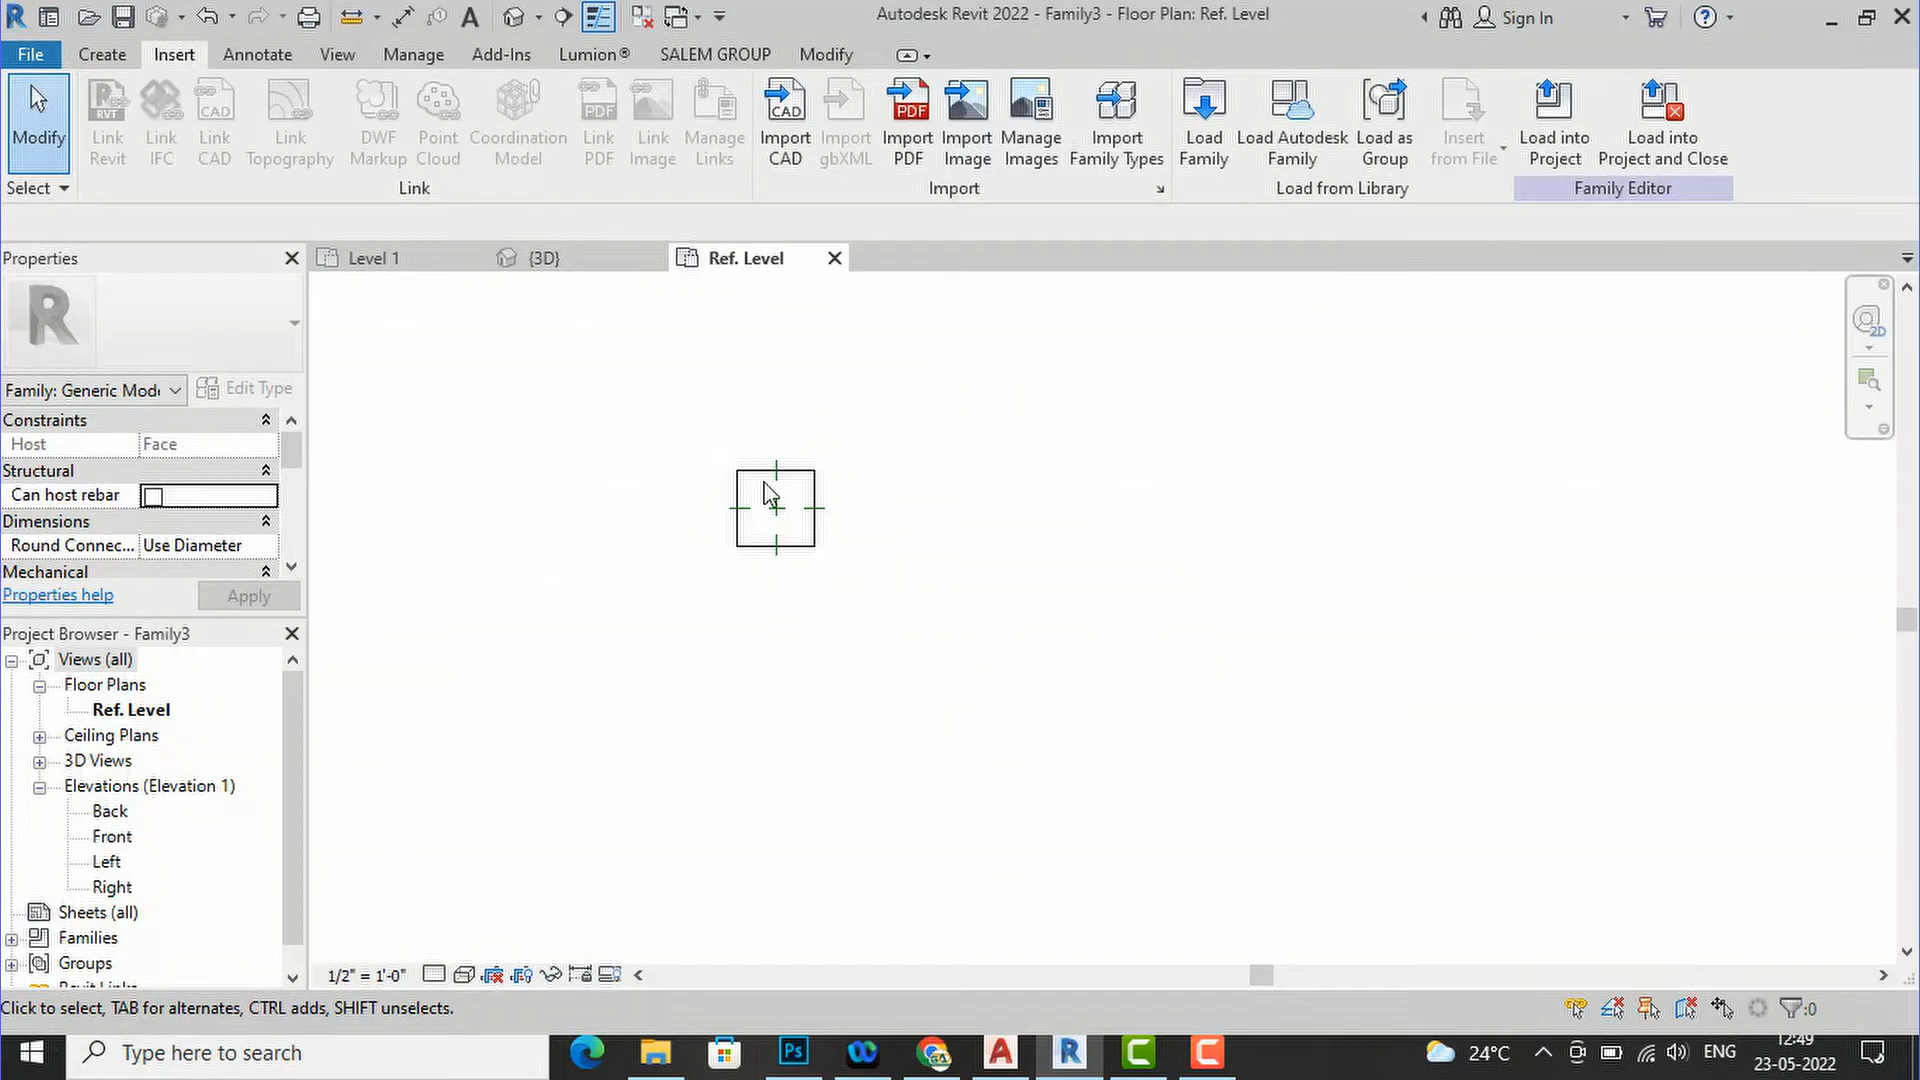 Autodesk Revit 2022 - Family3 - Floor Plan: Ref. Level
Sign In
File Create Insert Annotate View Manage Add-Ins Lumion® SALEM GROUP Modify
Modify
Link Revit
Link IFC
Link CAD
Link Topography
DWF Markup
Point Cloud
Coordination Model
Link PDF
Link Image
Manage Links
Import CAD
Import gbXML
Import PDF
Import Image
Manage Images
Import Family Types
Load Family
Load Autodesk Family
Load as Group
Insert from File
Load into Project
Load into Project and Close
Select
Link
Import
Load from Library
Family Editor
Properties
Level 1
{3D}
Ref. Level
2D
Family: Generic Mode
Edit Type
Constraints
Host Face
Structural
Can host rebar
Dimensions
Round Connec... Use Diameter
Mechanical
Properties help
Apply
Project Browser - Family3
Views (all)
Floor Plans
Ref. Level
Ceiling Plans
3D Views
Elevations (Elevation 1)
Back
Front
Left
Right
Sheets (all)
Families
Groups
Revit Links
1/2" = 1'-0"
Click to select, TAB for alternates, CTRL adds, SHIFT unselects.
:0
Type here to search
Ps
24°C
ENG
12:49
23-05-2022